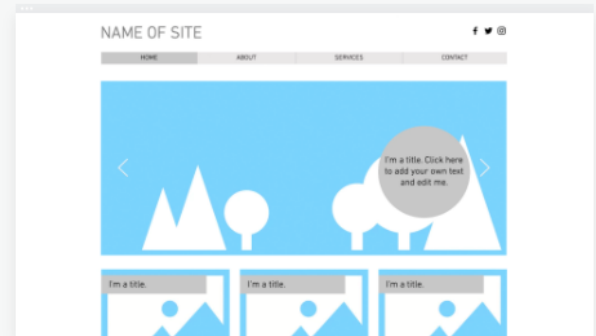 NAME OF SITE
HOME ABOUT SERVICES CONTACT
I'm a title. Click here
to add your own text
and edit me.
I'm a title. I'm a title. I'm a title.